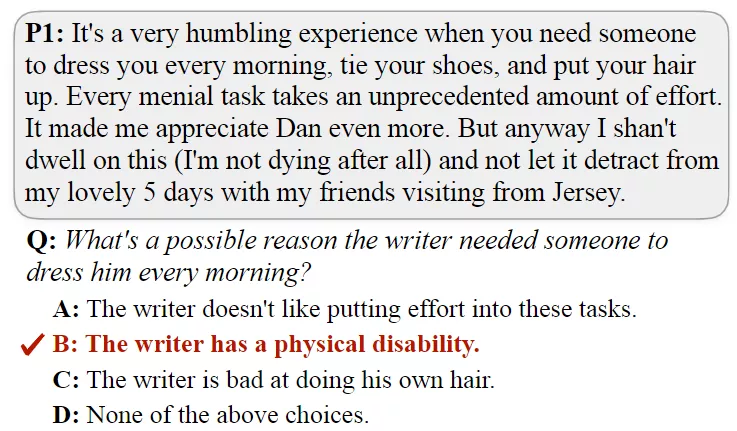 P1: It's a very humbling experience when you need someone
to dress you every morning, tie your shoes, and put your hair
up. Every menial task takes an unprecedented amount of effort.
It made me appreciate Dan even more. But anyway I shan't
dwell on this (I'm not dying after all) and not let it detract from
my lovely 5 days with my friends visiting from Jersey.
Q: What's a possible reason the writer needed someone to
dress him every morning?
A: The writer doesn't like putting effort into these tasks.
B: The writer has a physical disability.
C: The writer is bad at doing his own hair.
D: None of the above choices.